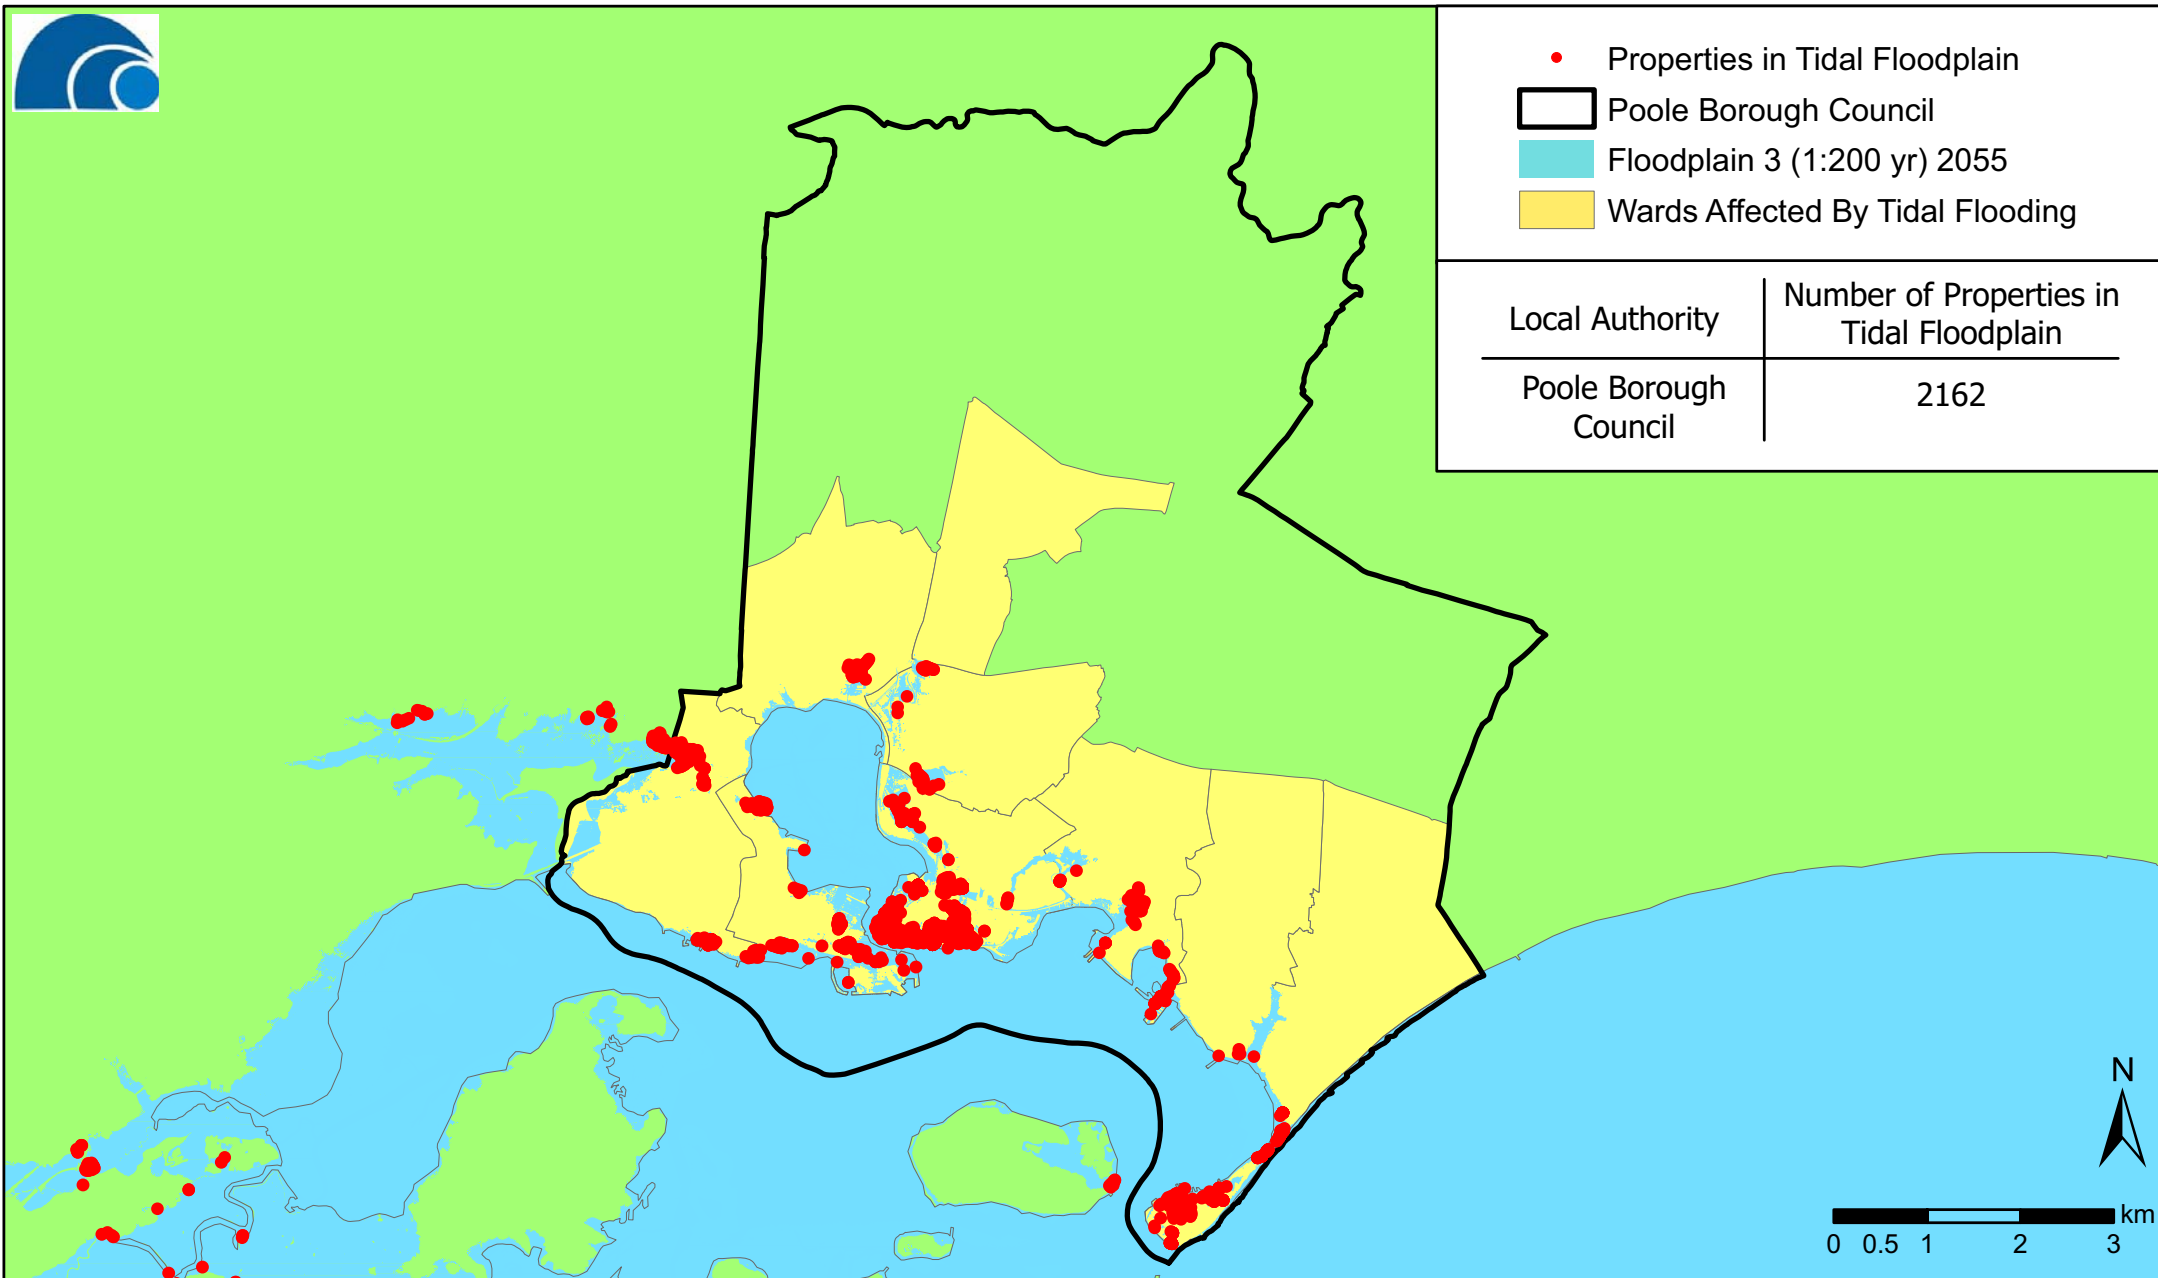 Properties in Tidal Floodplain
Poole Borough Council
Floodplain 3 (1:200 yr) 2055
Wards Affected By Tidal Flooding
Local Authority
Number of Properties in
Tidal Floodplain
Poole Borough
Council
2162
N
km
0 0.5 1 2 3